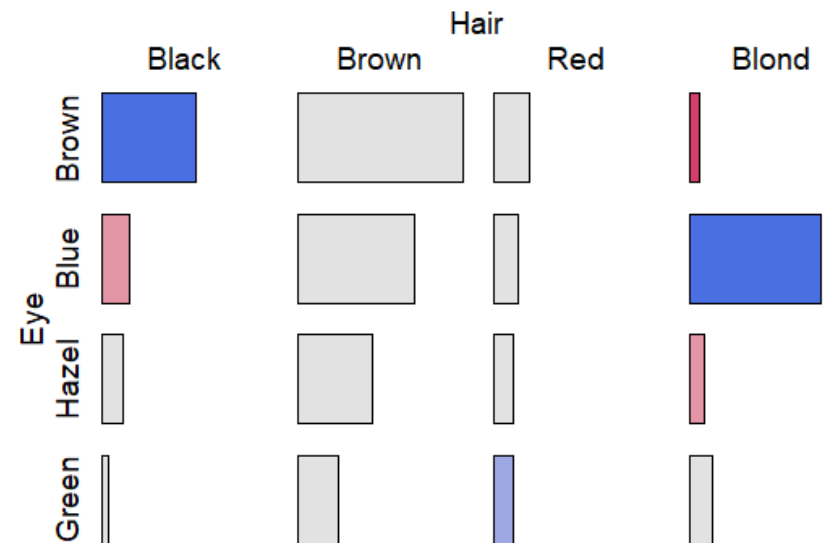 Hair
Black Brown Red Blond
Eye
Brown
Blue
Hazel
Green